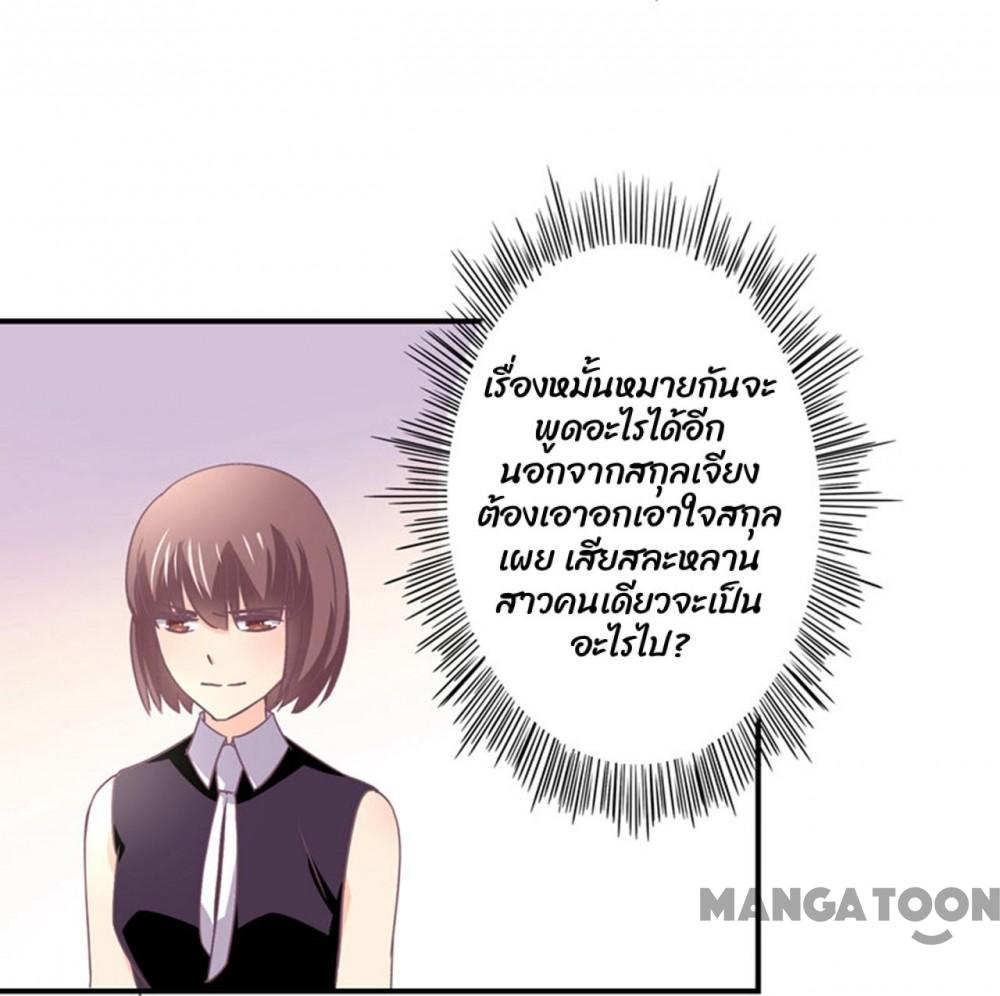 เรื่องหมั้นหมายกันจะ
พูดอะไรได้อีก
นอกจากสกุลเจียง
ต้องเอาอกเอาใจสกุล
เผย เสียสละหลาน
สาวคนเดียวจะเป็น
อะไรไป?
MANGATOON